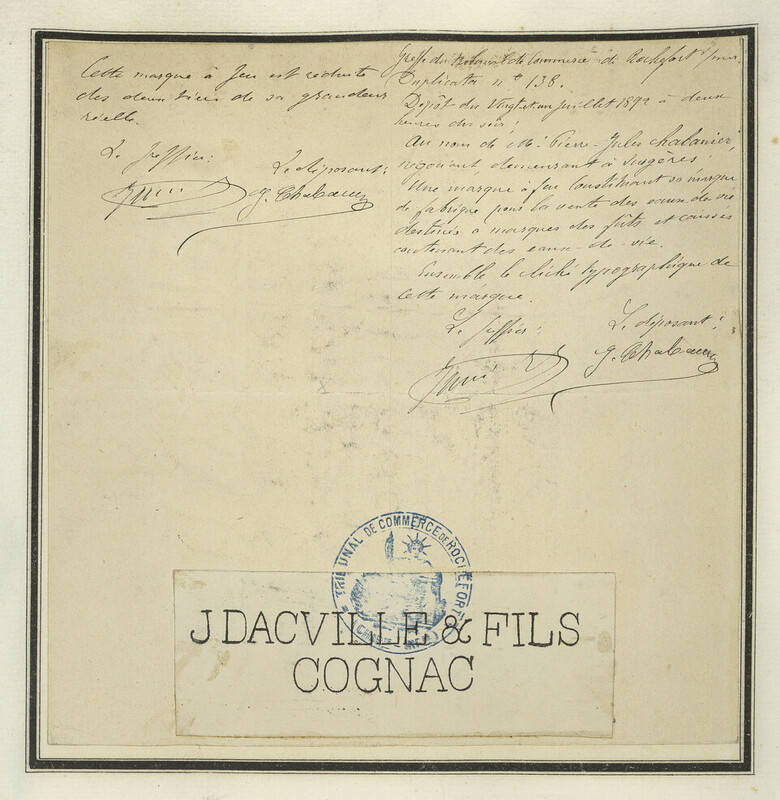 Cette marque à feu est réduite
des deux tiers de sa grandeur
réelle.
Le Greffier:
Le déposant:
Greffe du Tribunal de Commerce de Rochefort s/mer
Duplicata n° 138.
Dépôt du Vingt et un juillet 1892 à deux
heures du soir:
Au nom de Mr Pierre-Jules Chabanier,
négociant, demeurant à Surgères:
Une marque à feu constituant sa marque
de fabrique pour la vente des eaux-de-vie
destinée à marquer des fûts et caisses
contenant des eaux-de-vie.
Ensemble le cliché typographique de
cette marque.
Le Greffier:
Le déposant:
TRIBUNAL DE COMMERCE DE ROCHEFORT
J DACVILLE & FILS
COGNAC